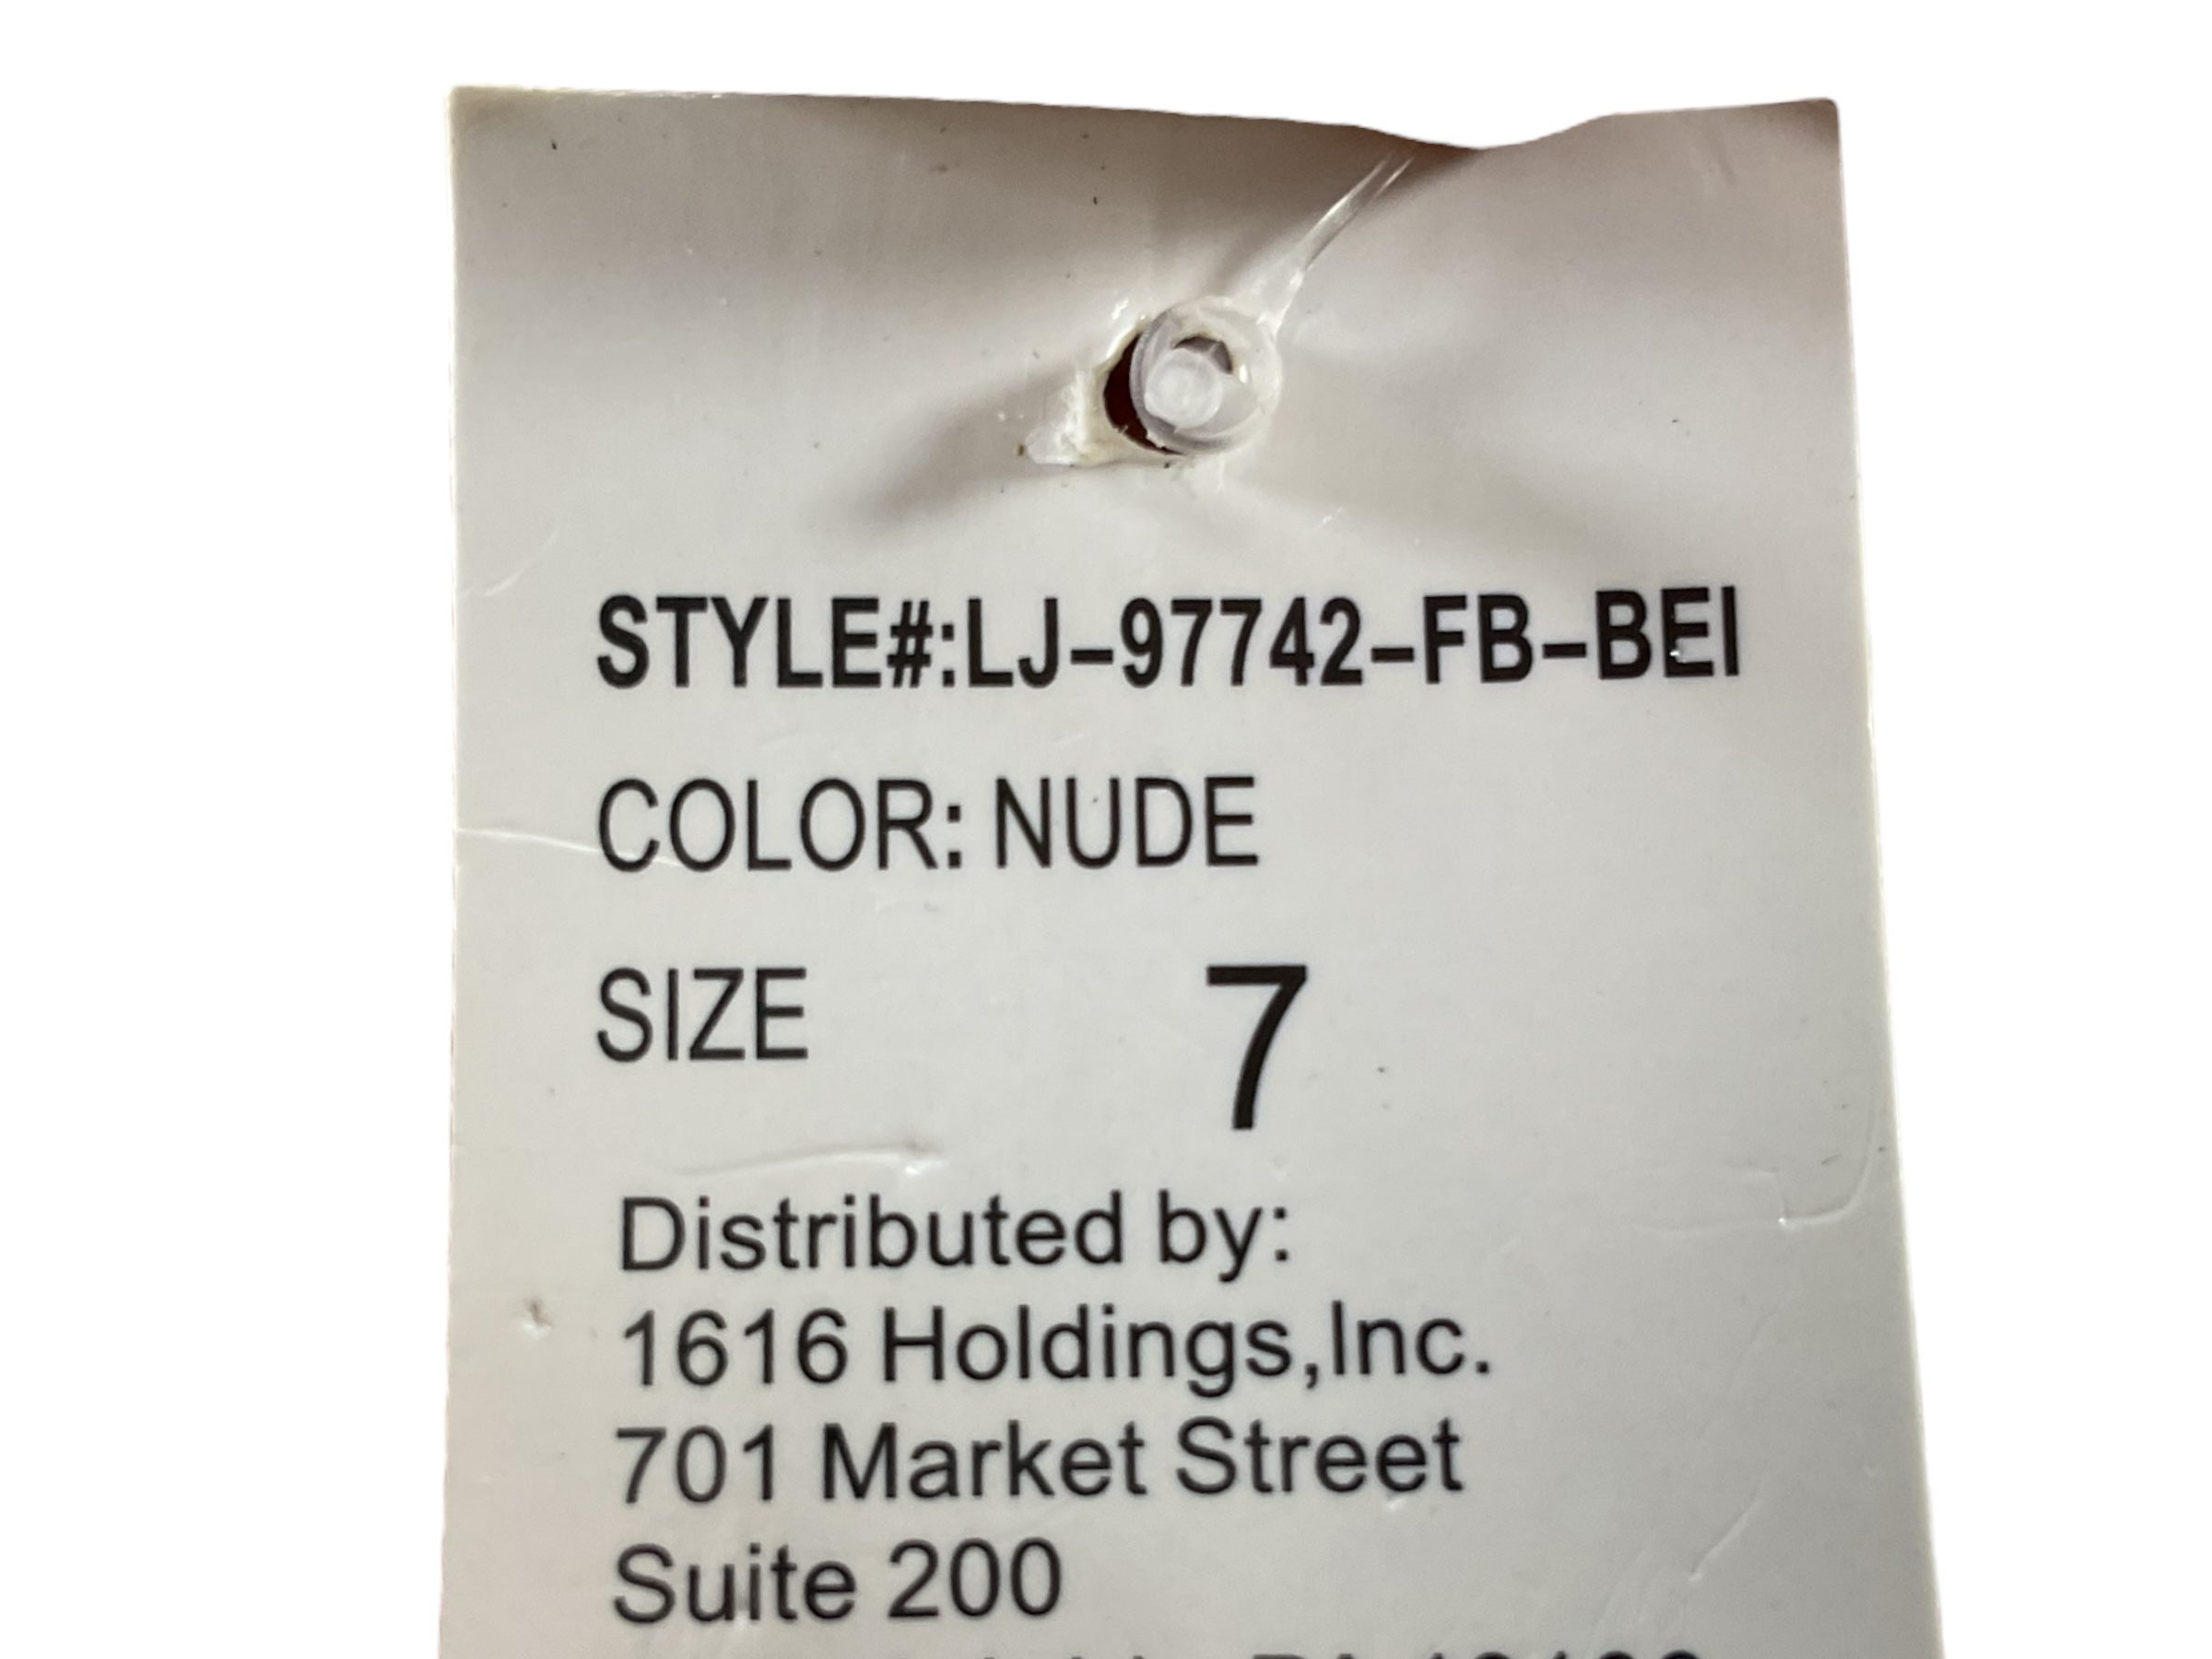 STYLE#:LJ-97742-FB-BEI
COLOR: NUDE
SIZE 7
Distributed by:
1616 Holdings,Inc.
701 Market Street
Suite 200